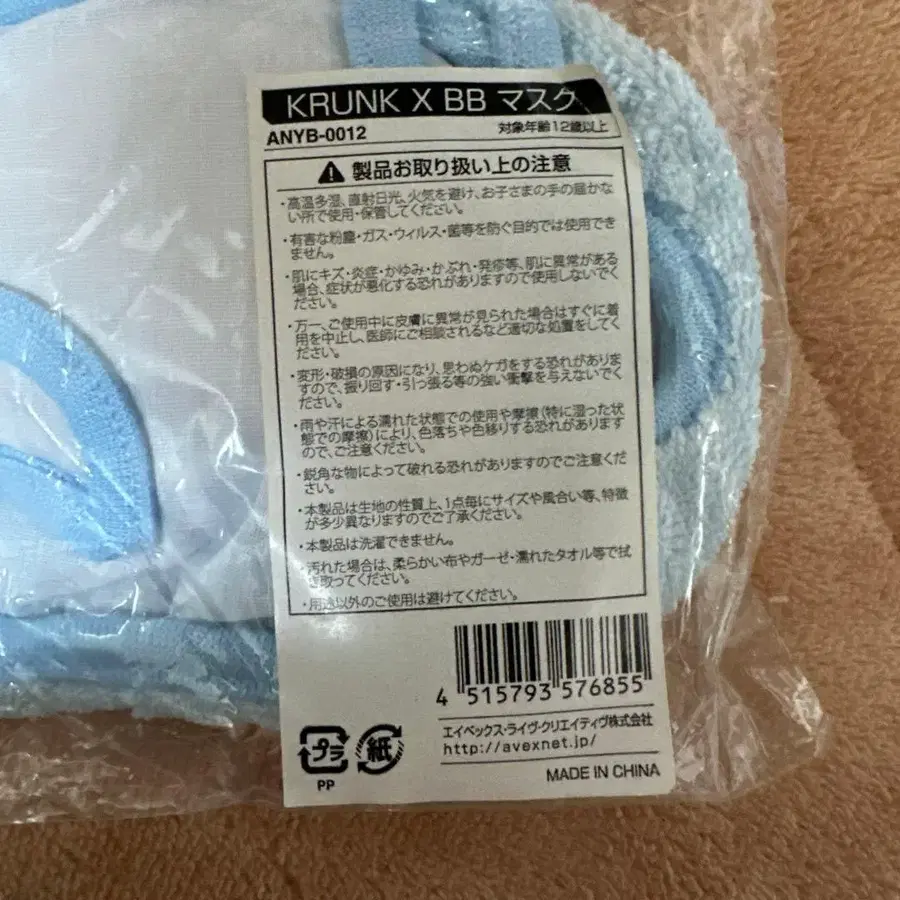 KRUNK X BB マスク
ANYB-0012
対象年齢12歳以上
製品お取り扱い上の注意
・高温多湿、直射日光、火気を避け、お子さまの手の届かな
い所で使用・保管してください。
・有害な粉塵・ガス・ウィルス・菌等を防ぐ目的では使用でき
ません。
・肌にキズ・炎症・かゆみ・かぶれ・発疹等、肌に異常がある
場合、症状が悪化する恐れがありますので使用しないでく
ださい。
・万一、ご使用中に皮膚に異常が見られた場合はすぐに着
用を中止し、医師にご相談されるなど適切な処置をしてく
ださい。
・変形・破損の原因になり、思わぬケガをする恐れがありま
すので、振り回す・引っ張る等の強い衝撃を与えないでく
ださい。
・雨や汗による濡れた状態での使用や摩擦(特に湿った状
態での摩擦)により、色落ちや色移りする恐れがあります
ので、ご注意ください。
・鋭角な物によって破れる恐れがありますのでご注意くだ
さい。
・本製品は生地の性質上、1点毎にサイズや風合い等、特徴
が多少異なりますのでご了承ください。
・本製品は洗濯できません。
・汚れた場合は、柔らかい布やガーゼ・濡れたタオル等で拭
き取ってください。
・用途以外のご使用は避けてください。
4 515793 576855
プラ
PP
紙
エイベックス・ライヴ・クリエイティヴ株式会社
http://avexnet.jp/
MADE IN CHINA